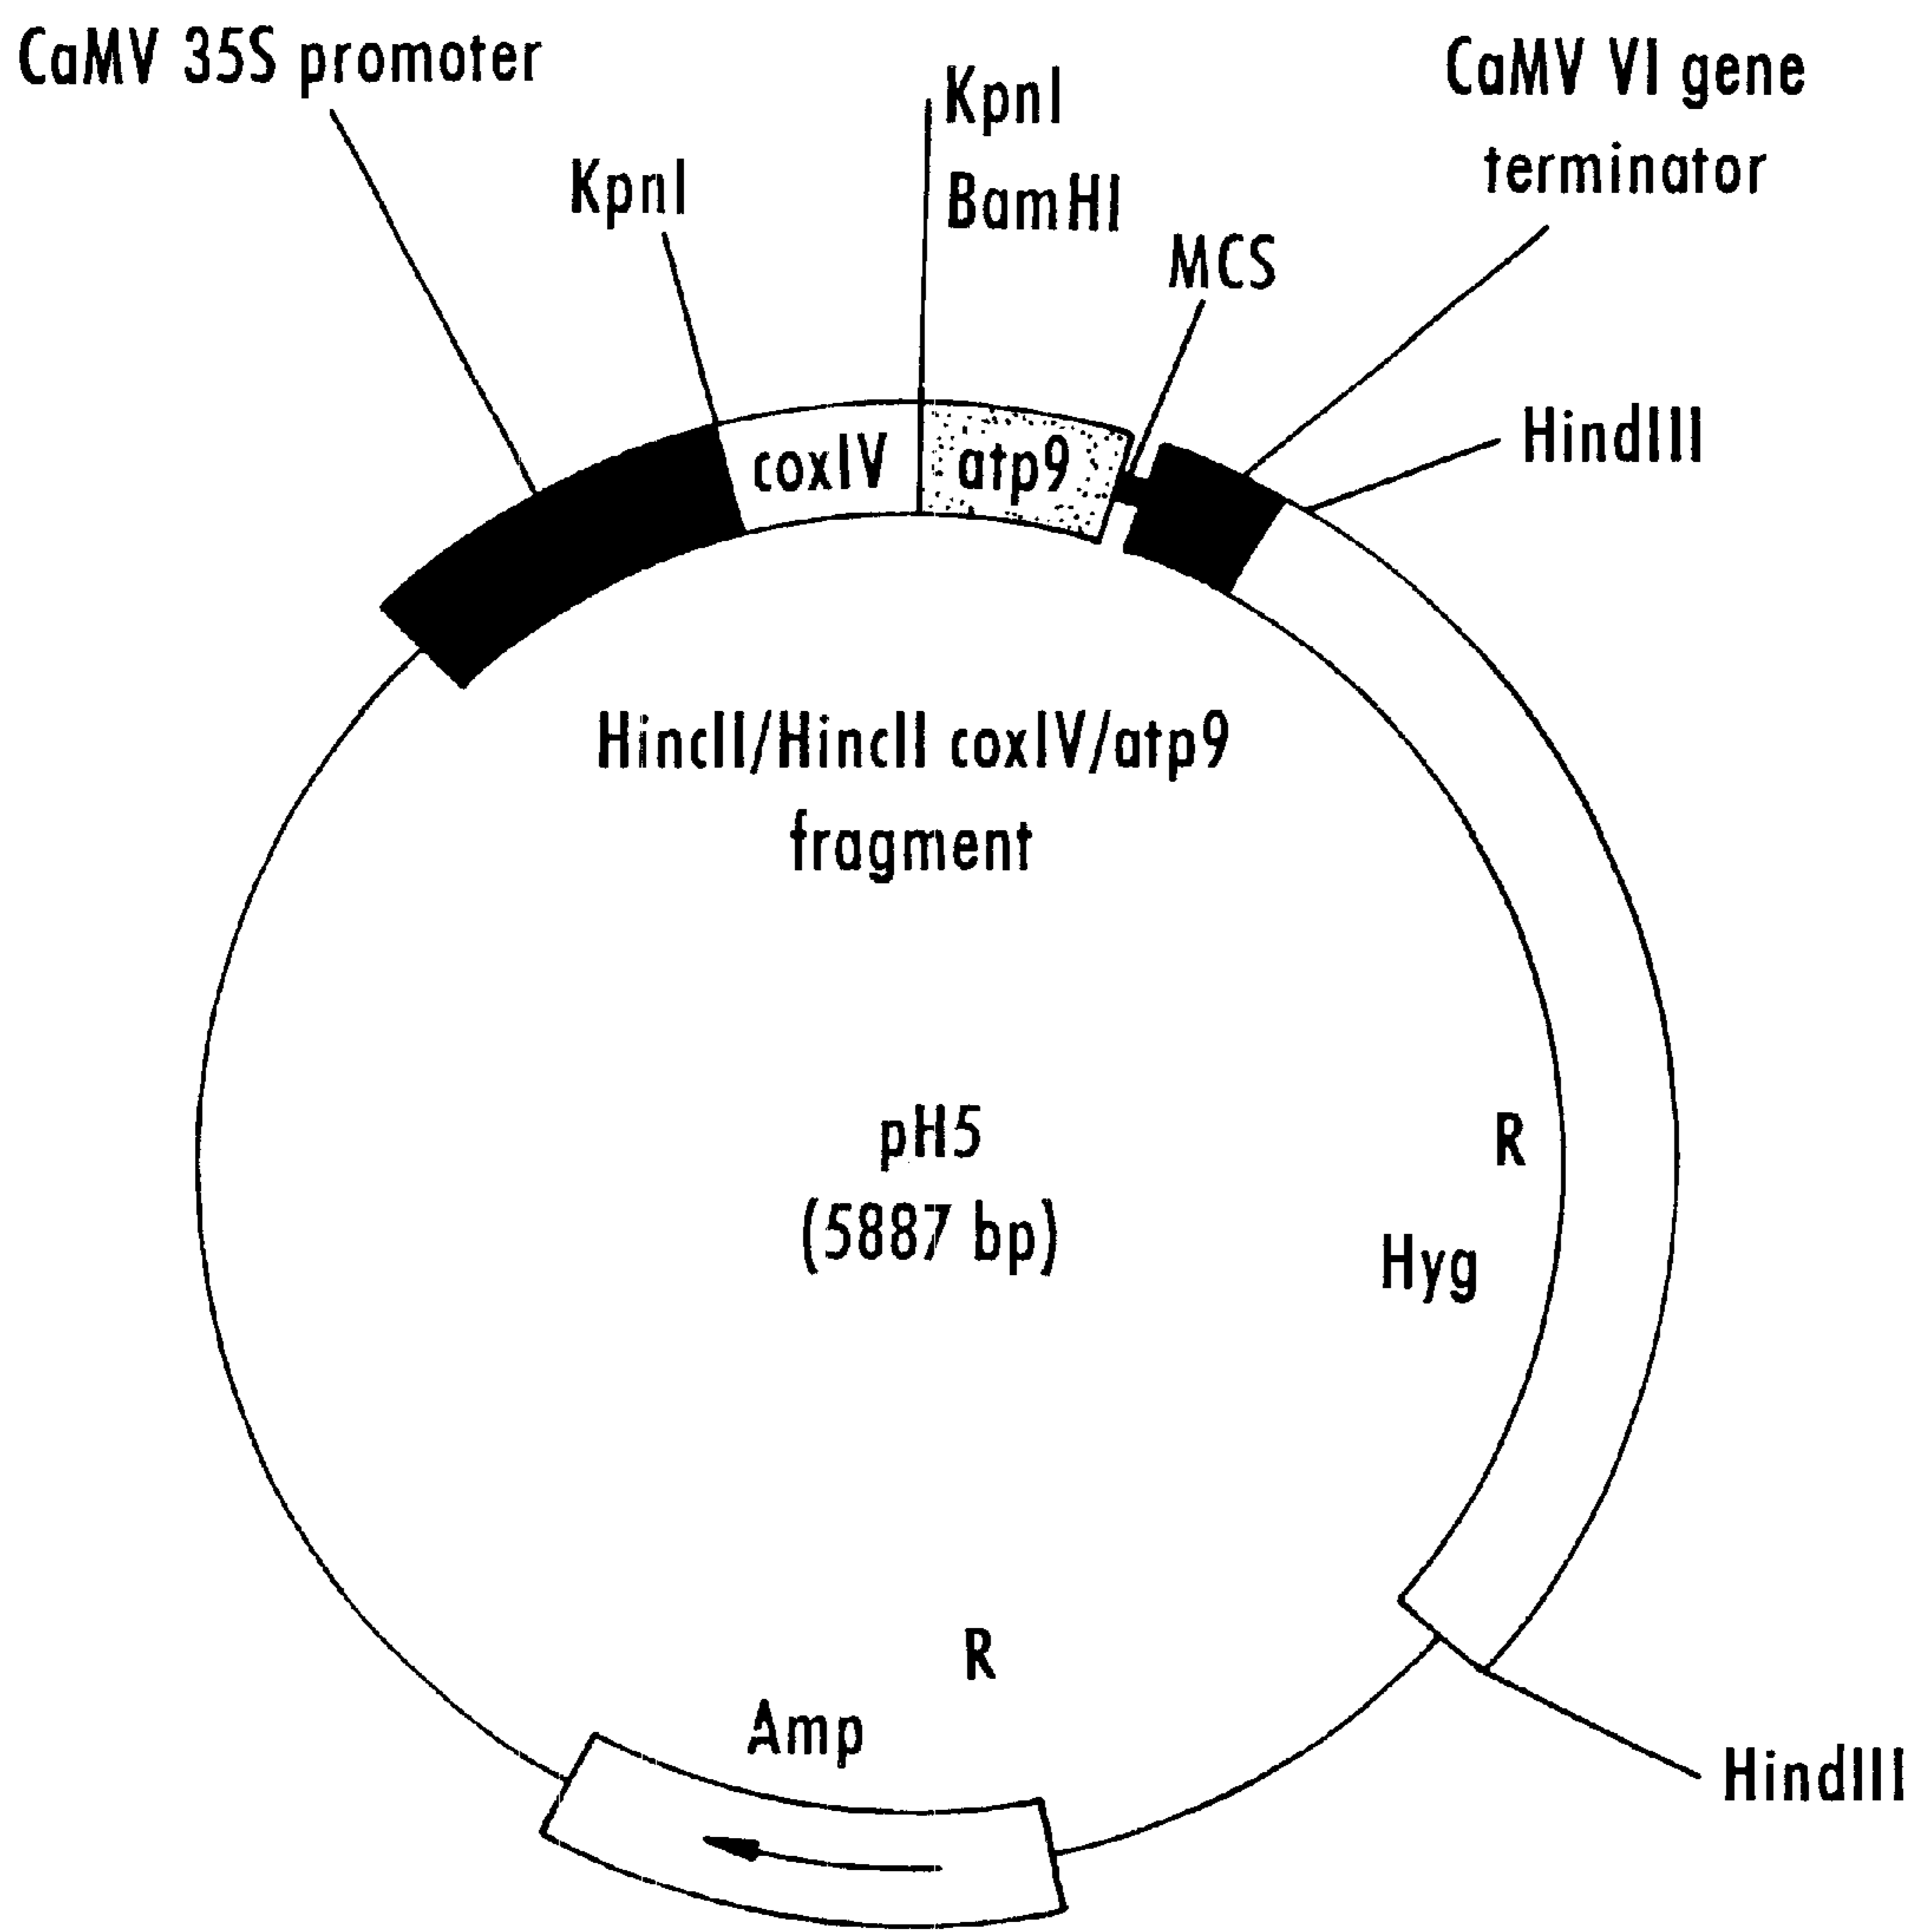 CaMV 35S promoter
KpnI
KpnI
BamHI
MCS
CaMV VI gene
terminator
HindIII
coxIV
atp9
HincII/HincII coxIV/atp9
fragment
pH5
(5887 bp)
R
Hyg
R
Amp
HindIII